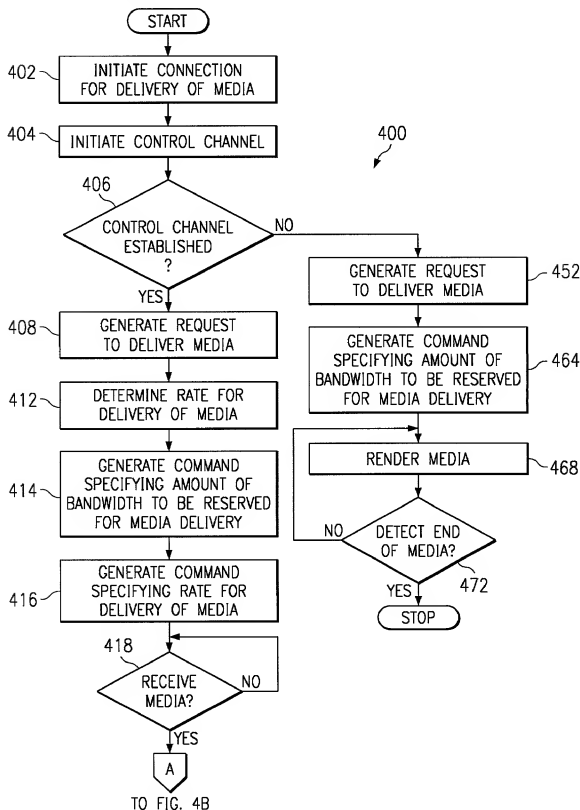 START
402
INITIATE CONNECTION
FOR DELIVERY OF MEDIA
404
INITIATE CONTROL CHANNEL
400
406
CONTROL CHANNEL
ESTABLISHED
?
NO
YES
408
GENERATE REQUEST
TO DELIVER MEDIA
412
DETERMINE RATE FOR
DELIVERY OF MEDIA
414
GENERATE COMMAND
SPECIFYING AMOUNT OF
BANDWIDTH TO BE RESERVED
FOR MEDIA DELIVERY
416
GENERATE COMMAND
SPECIFYING RATE FOR
DELIVERY OF MEDIA
418
RECEIVE
MEDIA?
NO
YES
A
TO FIG. 4B
GENERATE REQUEST
TO DELIVER MEDIA
452
GENERATE COMMAND
SPECIFYING AMOUNT OF
BANDWIDTH TO BE RESERVED
FOR MEDIA DELIVERY
464
RENDER MEDIA
468
NO
DETECT END
OF MEDIA?
472
YES
STOP